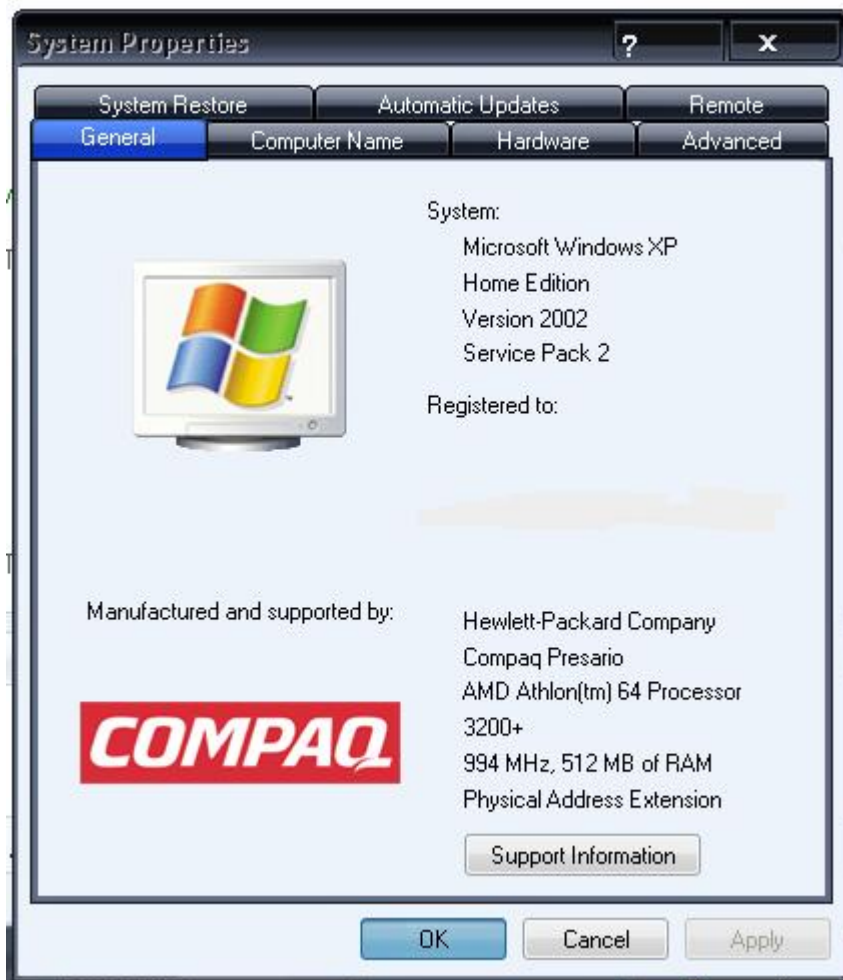 System Properties
?
X
System Restore
Automatic Updates
Remote
General
Computer Name
Hardware
Advanced
System:
Microsoft Windows XP
Home Edition
Version 2002
Service Pack 2
Registered to:
Manufactured and supported by:
COMPAQ
Hewlett-Packard Company
Compaq Presario
AMD Athlon(tm) 64 Processor
3200+
994 MHz, 512 MB of RAM
Physical Address Extension
Support Information
OK
Cancel
Apply